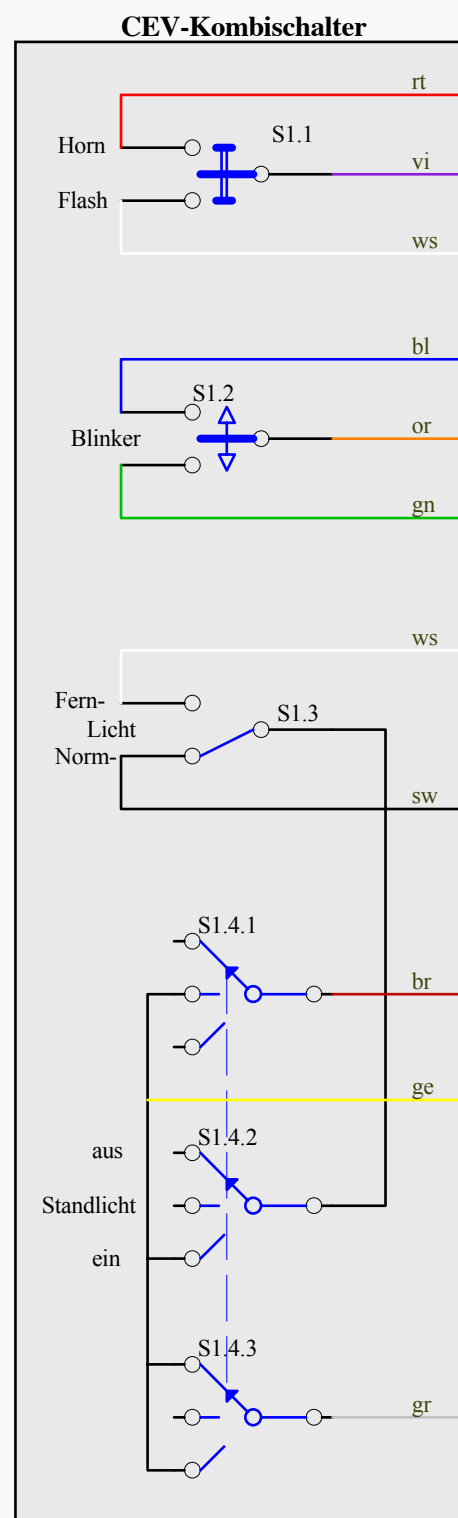 CEV-Kombischalter
rt
Horn
S1.1
vi
Flash
ws
bl
S1.2
or
Blinker
gn
ws
Fern-
S1.3
Licht
Norm-
sw
S1.4.1
br
ge
aus
S1.4.2
Standlicht
ein
S1.4.3
gr